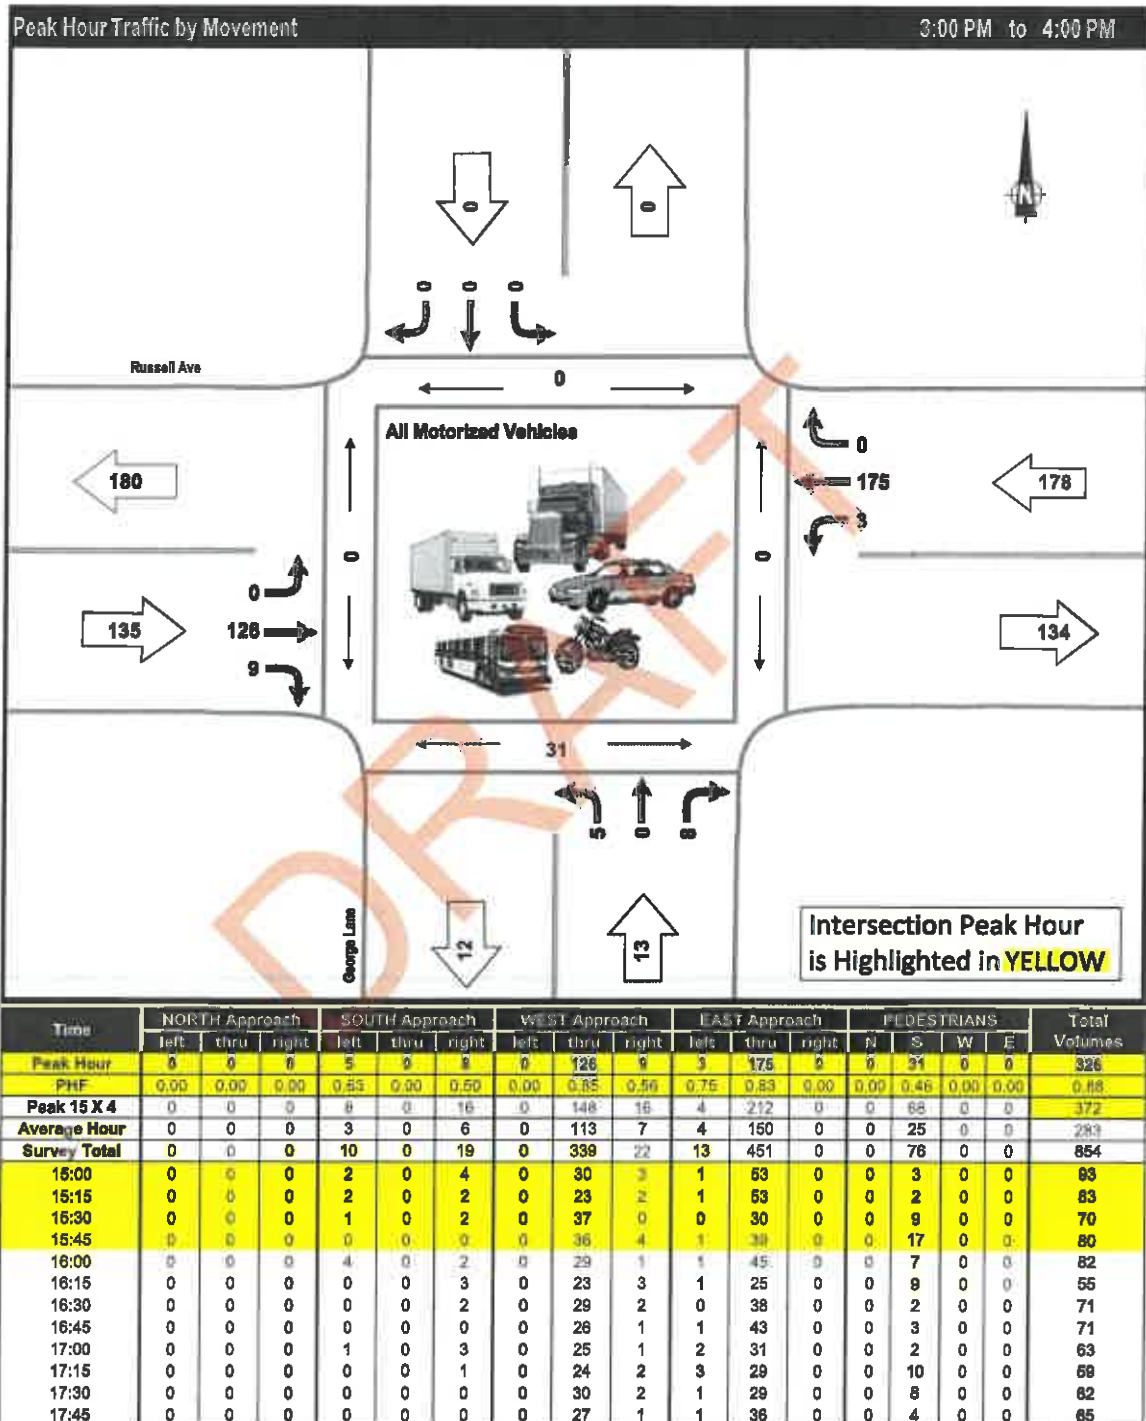 Peak Hour Traffic by Movement 3:00 PM to 4:00 PM
0 0
0 0 0
N
Russell Ave
0
All Motorized Vehicles
0
180 175 178
3
0 0
0
135 126 134
9
31
5 0 8
George Lane
12 13
Intersection Peak Hour
is Highlighted in YELLOW
DRAFT
Time NORTH Approach SOUTH Approach WEST Approach EAST Approach PEDESTRIANS Total
left thru right left thru right left thru right left thru right N S W E Volumes
Peak Hour 0 0 0 5 0 8 0 126 9 3 175 0 0 31 0 0 326
PHF 0.00 0.00 0.00 0.63 0.00 0.50 0.00 0.85 0.56 0.75 0.83 0.00 0.00 0.46 0.00 0.00 0.88
Peak 15 X 4 0 0 0 8 0 16 0 148 16 4 212 0 0 68 0 0 372
Average Hour 0 0 0 3 0 6 0 113 7 4 150 0 0 25 0 0 283
Survey Total 0 0 0 10 0 19 0 339 22 13 451 0 0 76 0 0 854
15:00 0 0 0 2 0 4 0 30 3 1 53 0 0 3 0 0 93
15:15 0 0 0 2 0 2 0 23 2 1 53 0 0 2 0 0 83
15:30 0 0 0 1 0 2 0 37 0 0 30 0 0 9 0 0 70
15:45 0 0 0 0 0 0 0 36 4 1 39 0 0 17 0 0 80
16:00 0 0 0 4 0 2 0 29 1 1 45 0 0 7 0 0 82
16:15 0 0 0 0 0 3 0 23 3 1 25 0 0 9 0 0 55
16:30 0 0 0 0 0 2 0 29 2 0 38 0 0 2 0 0 71
16:45 0 0 0 0 0 0 0 26 1 1 43 0 0 3 0 0 71
17:00 0 0 0 1 0 3 0 25 1 2 31 0 0 2 0 0 63
17:15 0 0 0 0 0 1 0 24 2 3 29 0 0 10 0 0 59
17:30 0 0 0 0 0 0 0 30 2 1 29 0 0 8 0 0 62
17:45 0 0 0 0 0 0 0 27 1 1 36 0 0 4 0 0 65